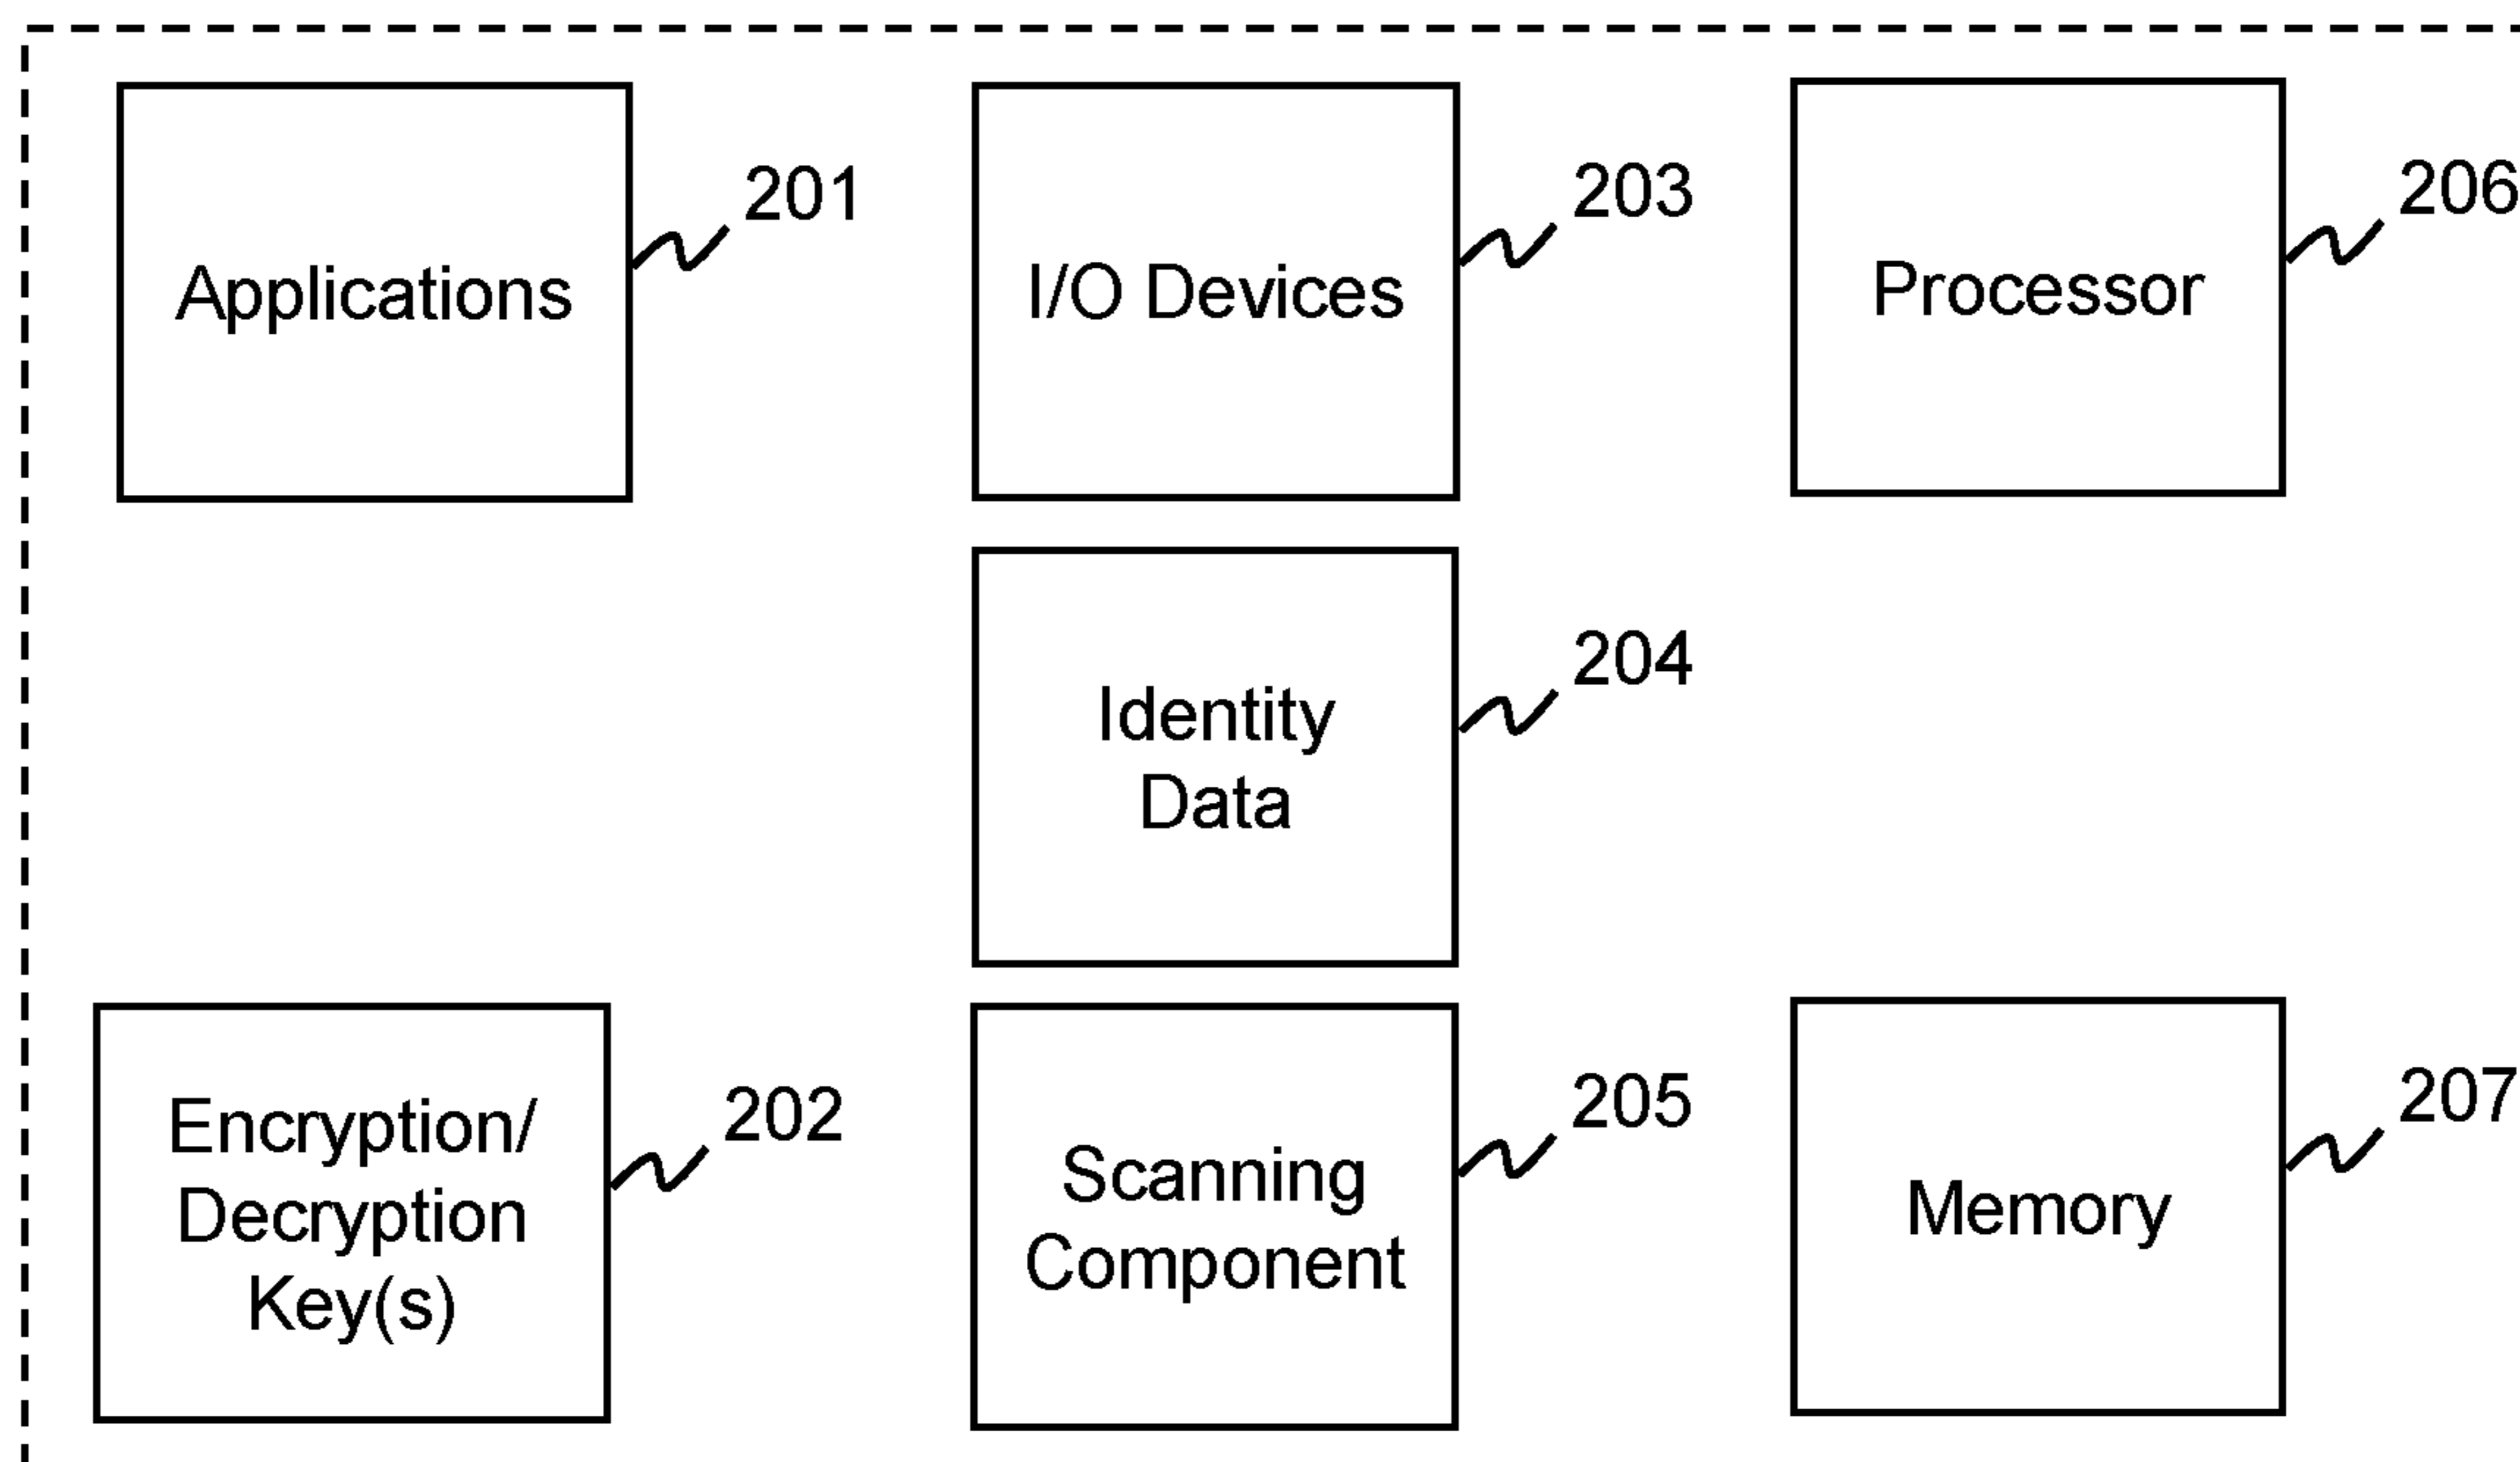 Applications
201
I/O Devices
203
Processor
206
Identity
Data
204
Encryption/
Decryption
Key(s)
202
Scanning
Component
205
Memory
207